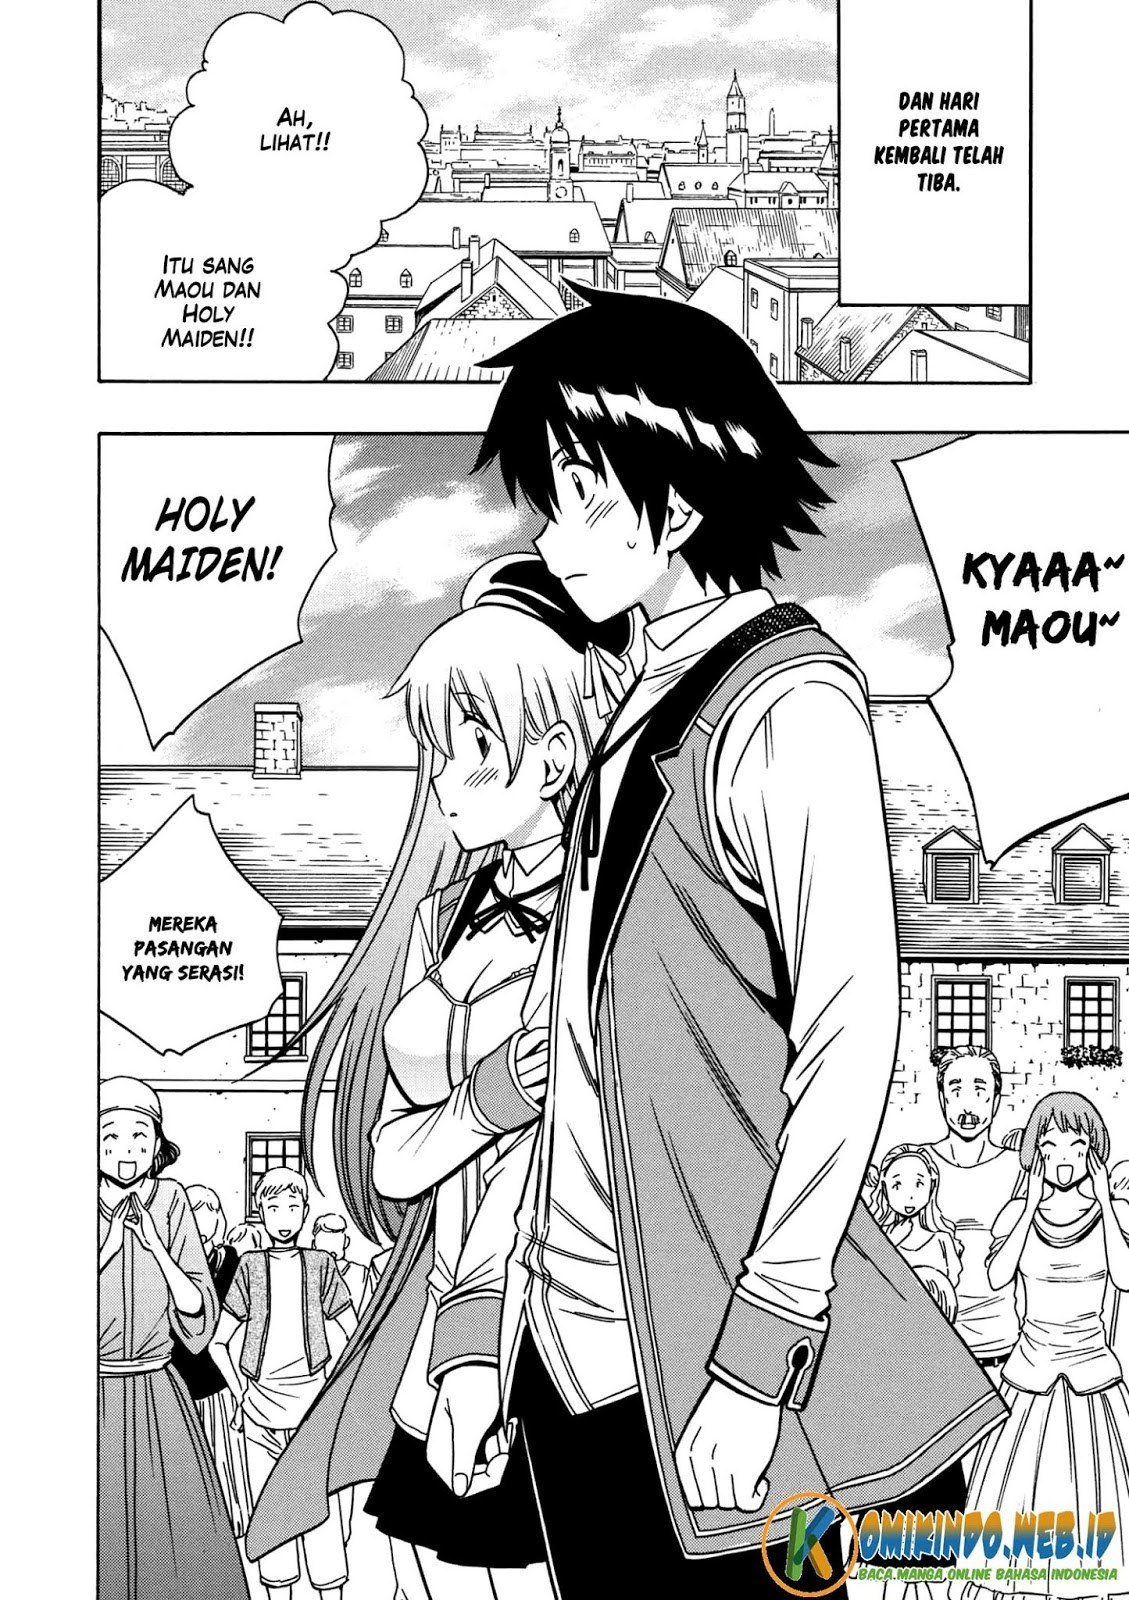 DAN HARI
PERTAMA
KEMBALI TELAH
TIBA.
AH,
LIHAT!!
ITU SANG
MAOU DAN
HOLY
MAIDEN!!
KYAAA~
MAOU~
HOLY
MAIDEN!
MEREKA
PASANGAN
YANG SERASI!
KOMIKINDO.WEB.ID
BACA MANGA ONLINE BAHASA INDONESIA